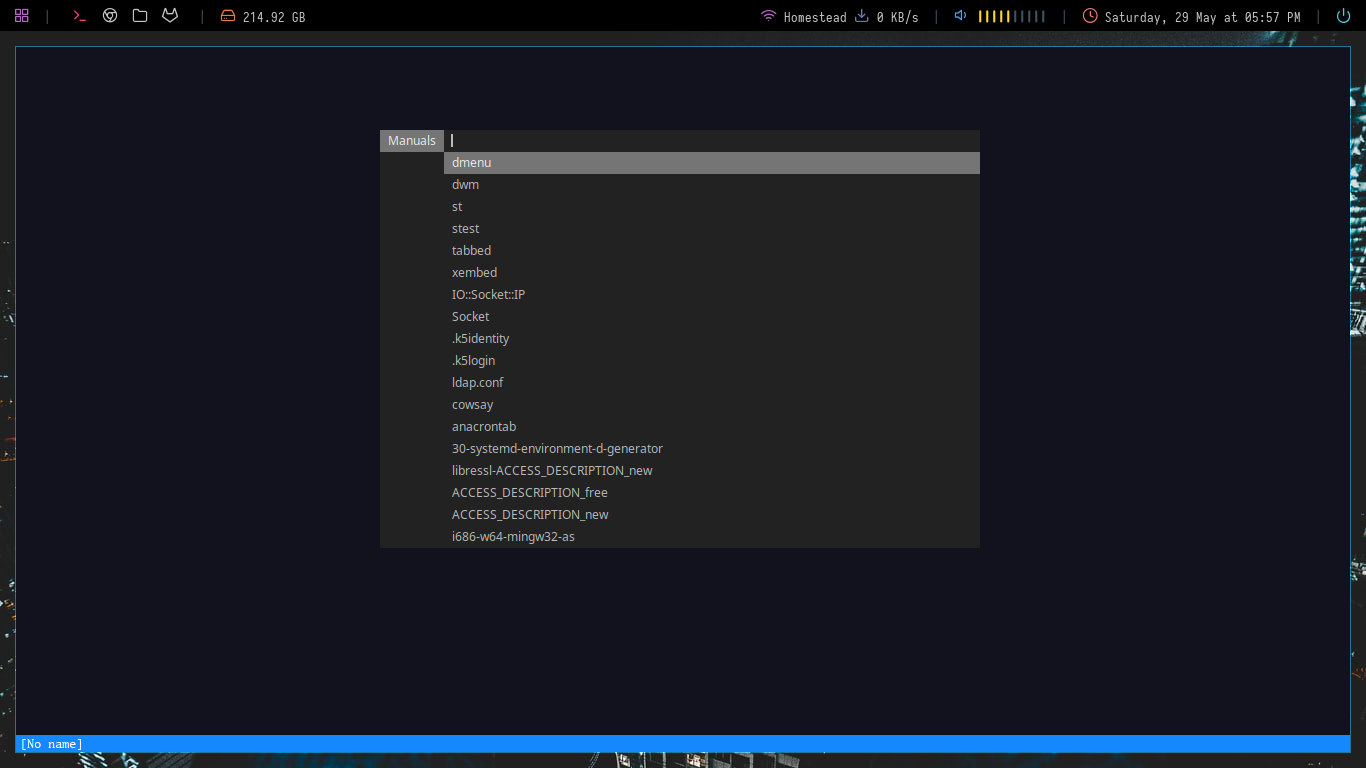 214.92 GB Homestead 0 KB/s Saturday, 29 May at 05:57 PM
Manuals
dmenu
dwm
st
stest
tabbed
xembed
IO::Socket::IP
Socket
.k5identity
.k5login
ldap.conf
cowsay
anacrontab
30-systemd-environment-d-generator
libressl-ACCESS_DESCRIPTION_new
ACCESS_DESCRIPTION_free
ACCESS_DESCRIPTION_new
i686-w64-mingw32-as
[No name]